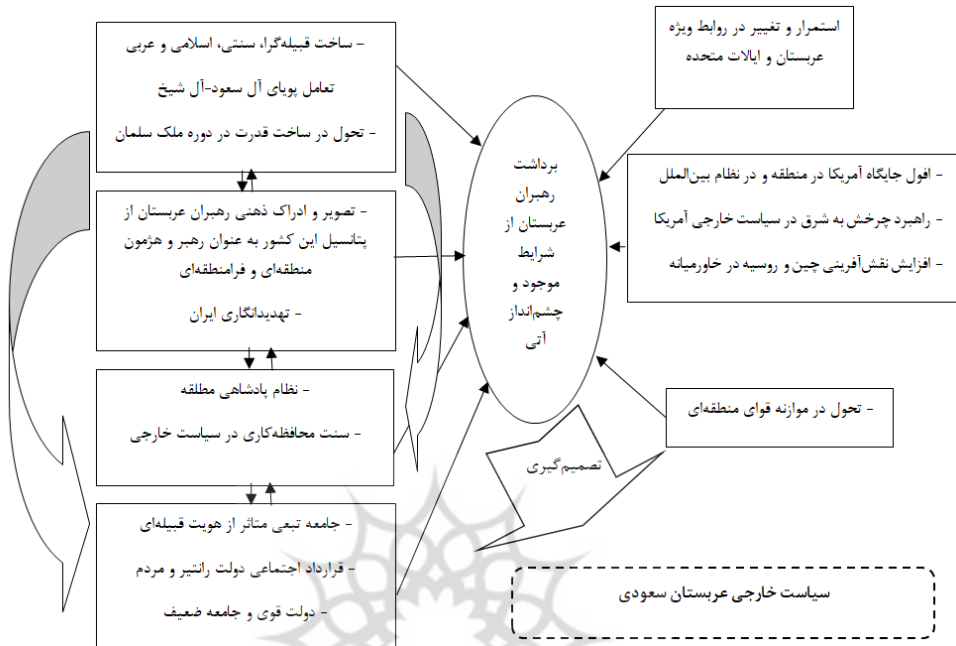 استمرار و تغییر در روابط ویژه
عربستان و ایالات متحده
- افول جایگاه آمریکا در منطقه و در نظام بین‌الملل
- راهبرد چرخش به شرق در سیاست خارجی آمریکا
- افزایش نقش‌آفرینی چین و روسیه در خاورمیانه
- تحول در موازنه قوای منطقه‌ای
برداشت
رهبران
عربستان از
شرایط
موجود و
چشم‌انداز
آتی
- ساخت قبیله‌گرا، سنتی، اسلامی و عربی
تعامل پویای آل سعود-آل شیخ
- تحول در ساخت قدرت در دوره ملک سلمان
- تصویر و ادراک ذهنی رهبران عربستان از
پتانسیل این کشور به عنوان رهبر و هژمون
منطقه‌ای و فرامنطقه‌ای
- تهدیدانگاری ایران
- نظام پادشاهی مطلقه
- سنت محافظه‌کاری در سیاست خارجی
- جامعه تبعی متاثر از هویت قبیله‌ای
- قرارداد اجتماعی دولت رانتیر و مردم
- دولت قوی و جامعه ضعیف
تصمیم‌گیری
سیاست خارجی عربستان سعودی